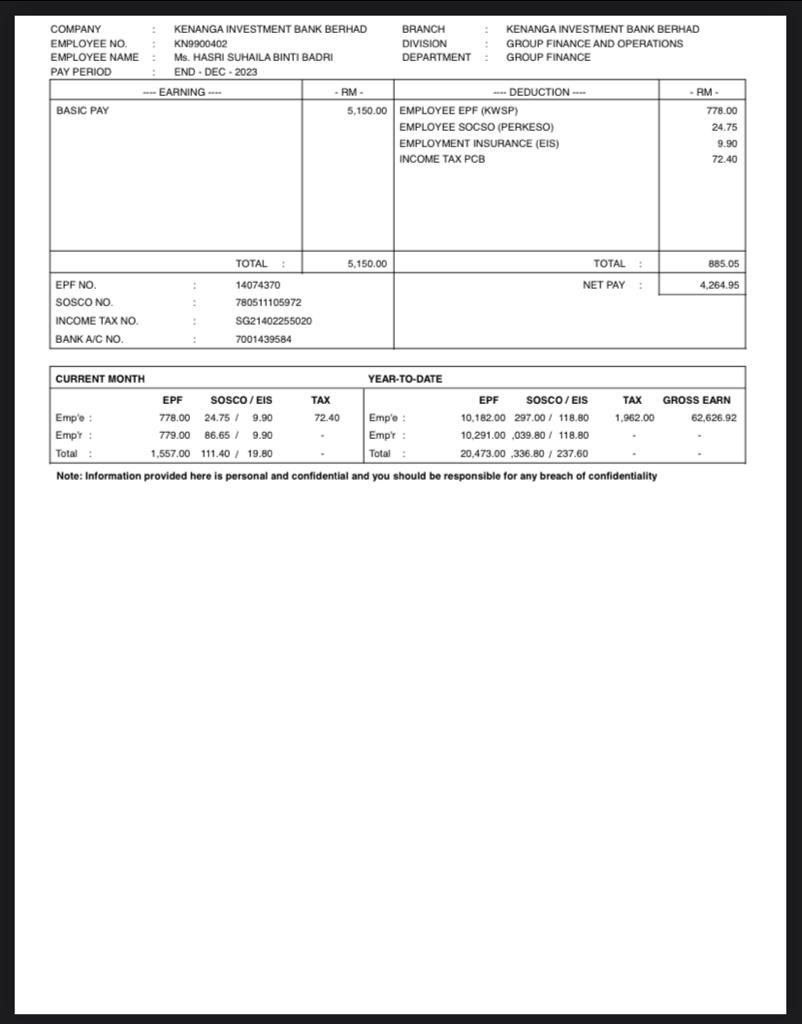 COMPANY : KENANGA INVESTMENT BANK BERHAD BRANCH : KENANGA INVESTMENT BANK BERHAD
EMPLOYEE NO. : KN9900402 DIVISION : GROUP FINANCE AND OPERATIONS
EMPLOYEE NAME : Ms. HASRI SUHAILA BINTI BADRI DEPARTMENT : GROUP FINANCE
PAY PERIOD : END - DEC - 2023
---- EARNING ---- - RM - ---- DEDUCTION ---- - RM -
BASIC PAY 5,150.00 EMPLOYEE EPF (KWSP) 778.00
EMPLOYEE SOCSO (PERKESO) 24.75
EMPLOYMENT INSURANCE (EIS) 9.90
INCOME TAX PCB 72.40
TOTAL : 5,150.00 TOTAL : 885.05
EPF NO. : 14074370 NET PAY : 4,264.95
SOSCO NO. : 780511105972
INCOME TAX NO. : SG21402255020
BANK A/C NO. : 7001439584
CURRENT MONTH YEAR-TO-DATE
EPF SOSCO / EIS TAX EPF SOSCO / EIS TAX GROSS EARN
Emp'e : 778.00 24.75 / 9.90 72.40 Emp'e : 10,182.00 297.00 / 118.80 1,962.00 62,626.92
Emp'r : 779.00 86.65 / 9.90 - Emp'r : 10,291.00 ,039.80 / 118.80 - -
Total : 1,557.00 111.40 / 19.80 - Total : 20,473.00 ,336.80 / 237.60 - -
Note: Information provided here is personal and confidential and you should be responsible for any breach of confidentiality